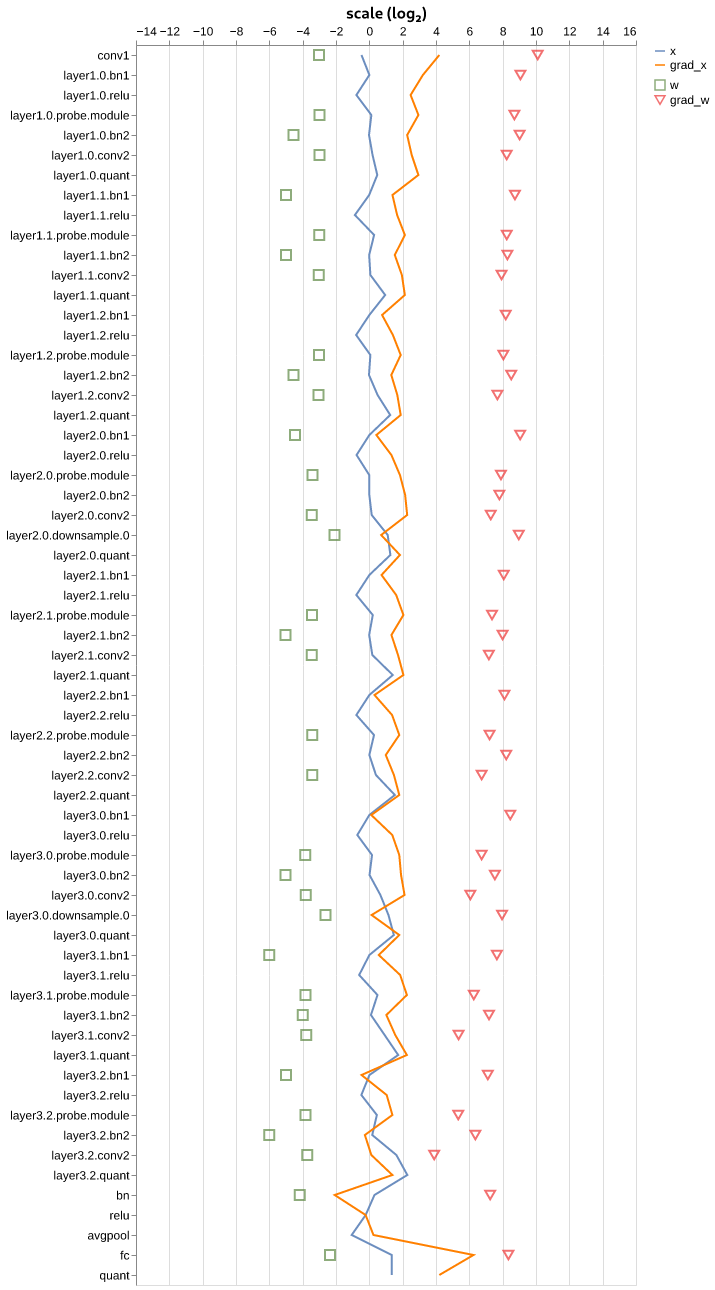 scale (log₂)
−14 −12 −10 −8 −6 −4 −2 0 2 4 6 8 10 12 14 16
x
grad_x
w
grad_w
conv1
layer1.0.bn1
layer1.0.relu
layer1.0.probe.module
layer1.0.bn2
layer1.0.conv2
layer1.0.quant
layer1.1.bn1
layer1.1.relu
layer1.1.probe.module
layer1.1.bn2
layer1.1.conv2
layer1.1.quant
layer1.2.bn1
layer1.2.relu
layer1.2.probe.module
layer1.2.bn2
layer1.2.conv2
layer1.2.quant
layer2.0.bn1
layer2.0.relu
layer2.0.probe.module
layer2.0.bn2
layer2.0.conv2
layer2.0.downsample.0
layer2.0.quant
layer2.1.bn1
layer2.1.relu
layer2.1.probe.module
layer2.1.bn2
layer2.1.conv2
layer2.1.quant
layer2.2.bn1
layer2.2.relu
layer2.2.probe.module
layer2.2.bn2
layer2.2.conv2
layer2.2.quant
layer3.0.bn1
layer3.0.relu
layer3.0.probe.module
layer3.0.bn2
layer3.0.conv2
layer3.0.downsample.0
layer3.0.quant
layer3.1.bn1
layer3.1.relu
layer3.1.probe.module
layer3.1.bn2
layer3.1.conv2
layer3.1.quant
layer3.2.bn1
layer3.2.relu
layer3.2.probe.module
layer3.2.bn2
layer3.2.conv2
layer3.2.quant
bn
relu
avgpool
fc
quant